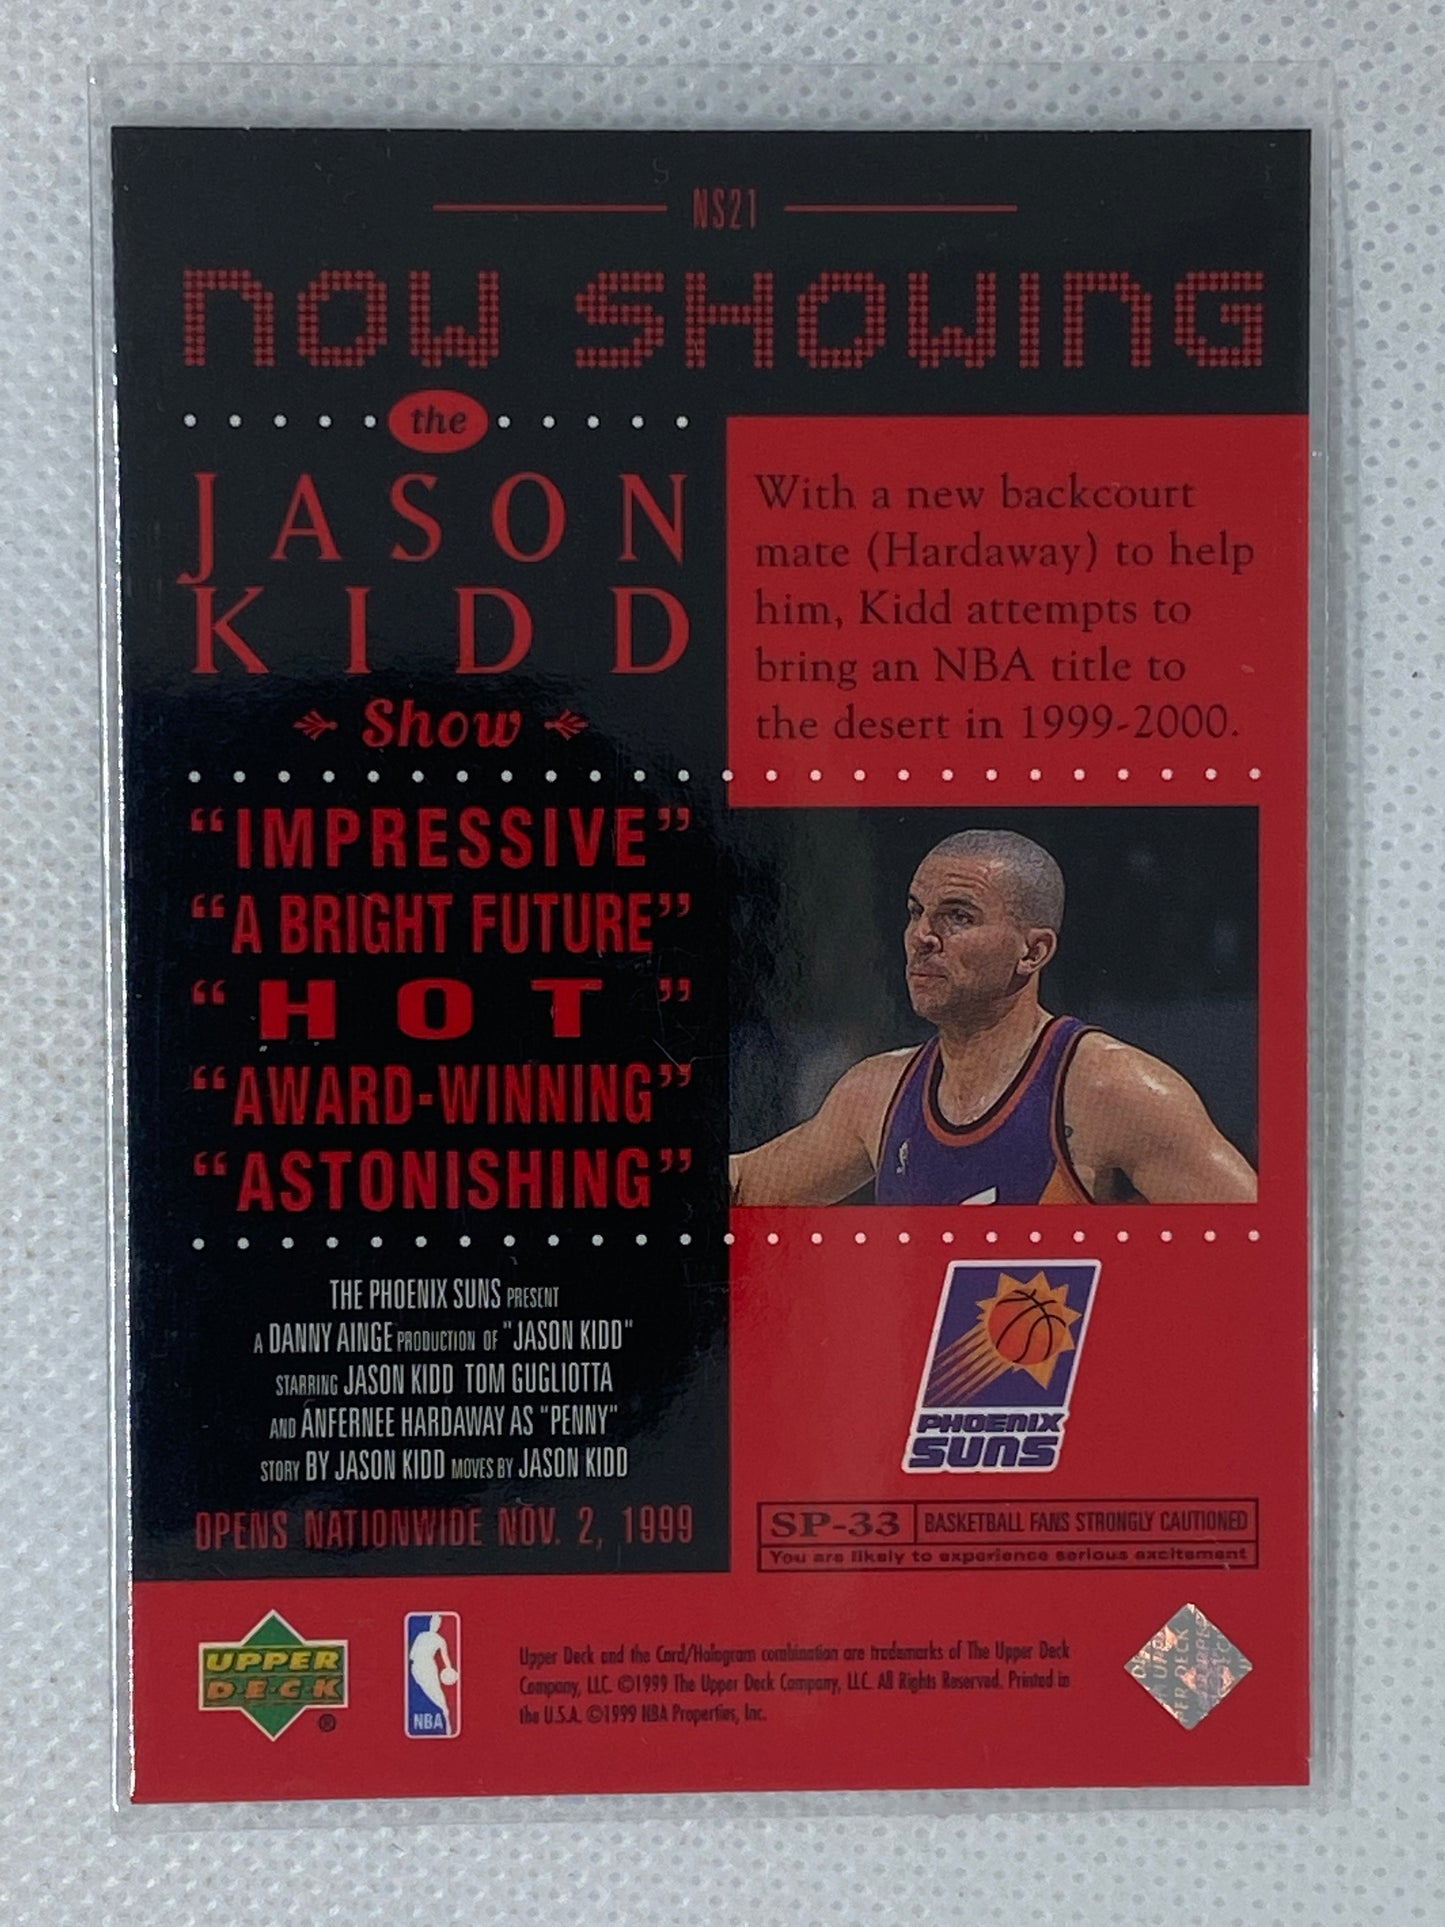 NS21
NOW SHOWING
the
JASON
KIDD
Show
With a new backcourt
mate (Hardaway) to help
him, Kidd attempts to
bring an NBA title to
the desert in 1999-2000.
“IMPRESSIVE”
“A BRIGHT FUTURE”
“HOT”
“AWARD-WINNING”
“ASTONISHING”
THE PHOENIX SUNS PRESENT
A DANNY AINGE PRODUCTION OF "JASON KIDD"
STARRING JASON KIDD TOM GUGLIOTTA
AND ANFERNEE HARDAWAY AS "PENNY"
STORY BY JASON KIDD MOVES BY JASON KIDD
OPENS NATIONWIDE NOV. 2, 1999
PHOENIX
SUNS
SP-33 BASKETBALL FANS STRONGLY CAUTIONED
You are likely to experience serious excitement
UPPER
DECK
®
NBA
Upper Deck and the Card/Hologram combination are trademarks of The Upper Deck
Company, LLC. ©1999 The Upper Deck Company, LLC. All Rights Reserved. Printed in
the U.S.A. ©1999 NBA Properties, Inc.